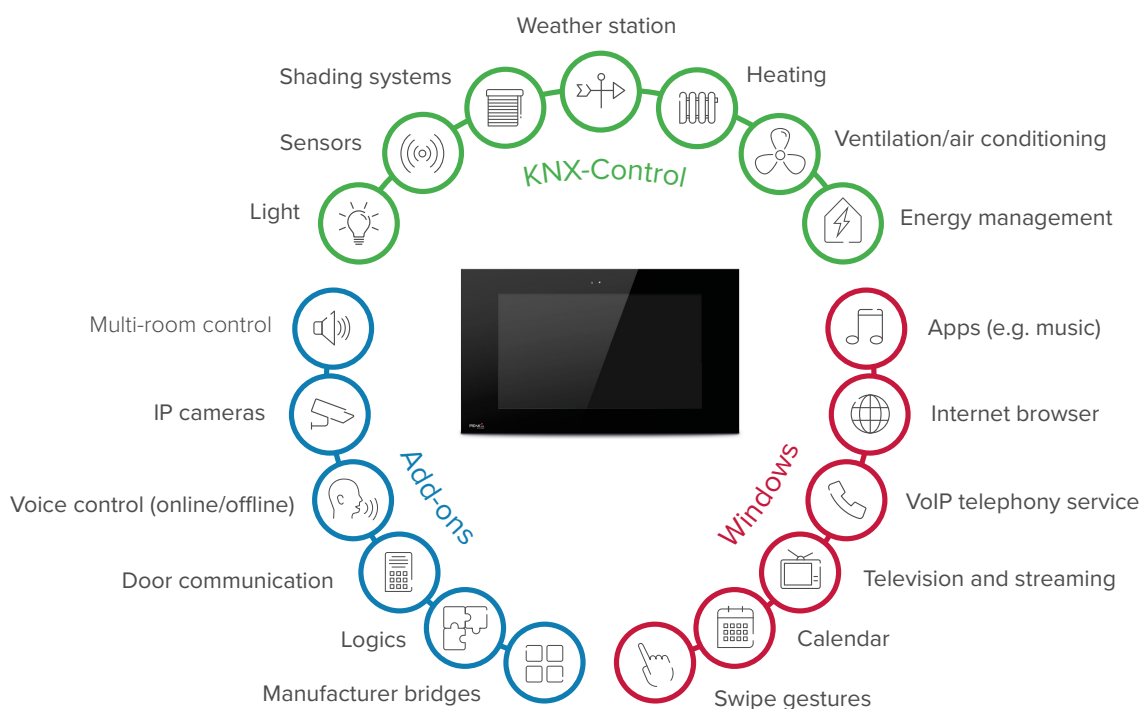 Weather station
Shading systems
Heating
Sensors
Ventilation/air conditioning
KNX-Control
Light
Energy management
Multi-room control
Apps (e.g. music)
IP cameras
Internet browser
Add-ons
Windows
Voice control (online/offline)
VoIP telephony service
Door communication
Television and streaming
Logics
Calendar
Manufacturer bridges
Swipe gestures